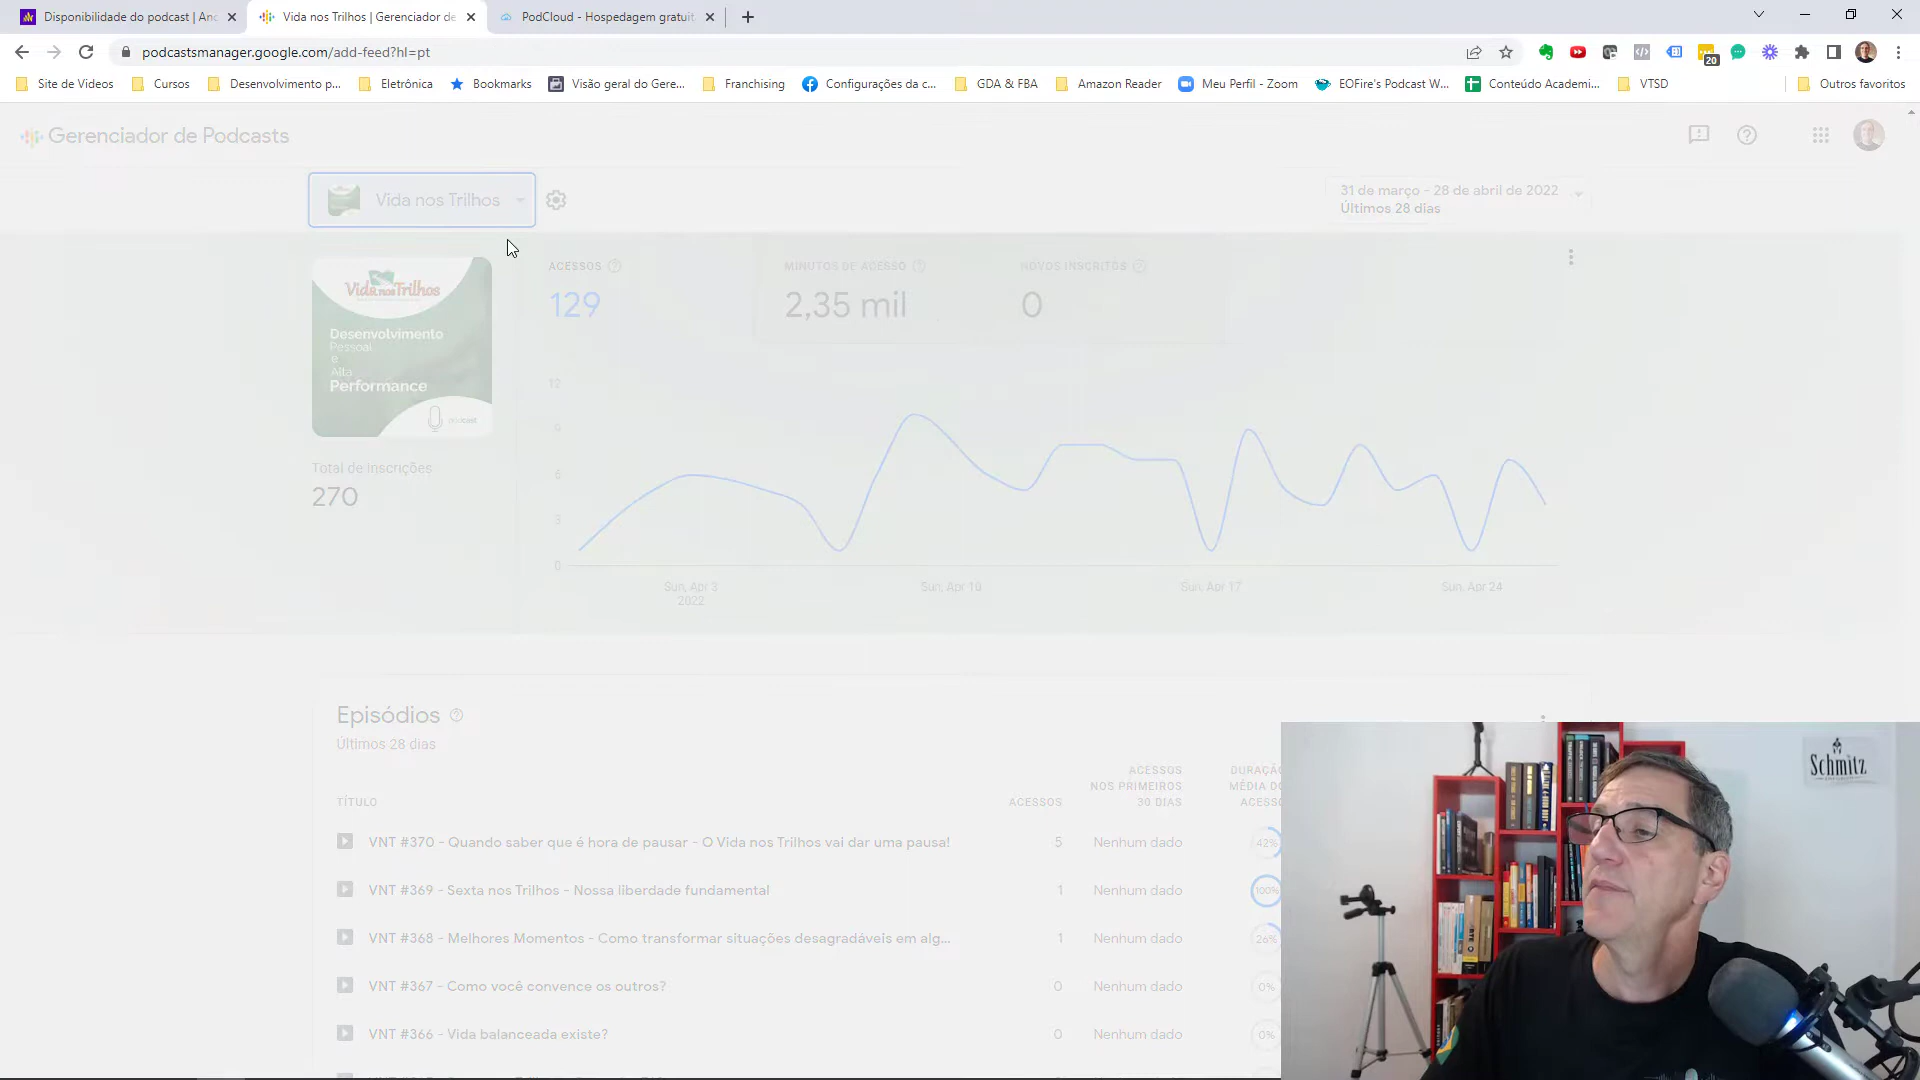 Disponibilidade do podcast | Anc
Vida nos Trilhos | Gerenciador de
PodCloud - Hospedagem gratuit
podcastsmanager.google.com/add-feed?hl=pt
20
Site de Videos
Cursos
Desenvolvimento p...
Eletrônica
Bookmarks
Visão geral do Gere...
Franchising
Configurações da c...
GDA & FBA
Amazon Reader
Meu Perfil - Zoom
EOFire's Podcast W...
Conteúdo Academi...
VTSD
Outros favoritos
Gerenciador de Podcasts
Vida nos Trilhos
31 de março - 28 de abril de 2022
Últimos 28 dias
Vida nos Trilhos
Desenvolvimento
Pessoal
e
Alta
Performance
podcast
Total de inscrições
270
ACESSOS
129
MINUTOS DE ACESSO
2,35 mil
NOVOS INSCRITOS
0
12
9
6
3
0
Sun, Apr 3
2022
Sun, Apr 10
Sun, Apr 17
Sun, Apr 24
Episódios
Últimos 28 dias
TÍTULO
ACESSOS
ACESSOS
NOS PRIMEIROS
30 DIAS
DURAÇÃO
MÉDIA DO
ACESSO
VNT #370 - Quando saber que é hora de pausar - O Vida nos Trilhos vai dar uma pausa! 5 Nenhum dado 42%
VNT #369 - Sexta nos Trilhos - Nossa liberdade fundamental 1 Nenhum dado 100%
VNT #368 - Melhores Momentos - Como transformar situações desagradáveis em alg... 1 Nenhum dado 26%
VNT #367 - Como você convence os outros? 0 Nenhum dado 0%
VNT #366 - Vida balanceada existe? 0 Nenhum dado 0%
Schmitz